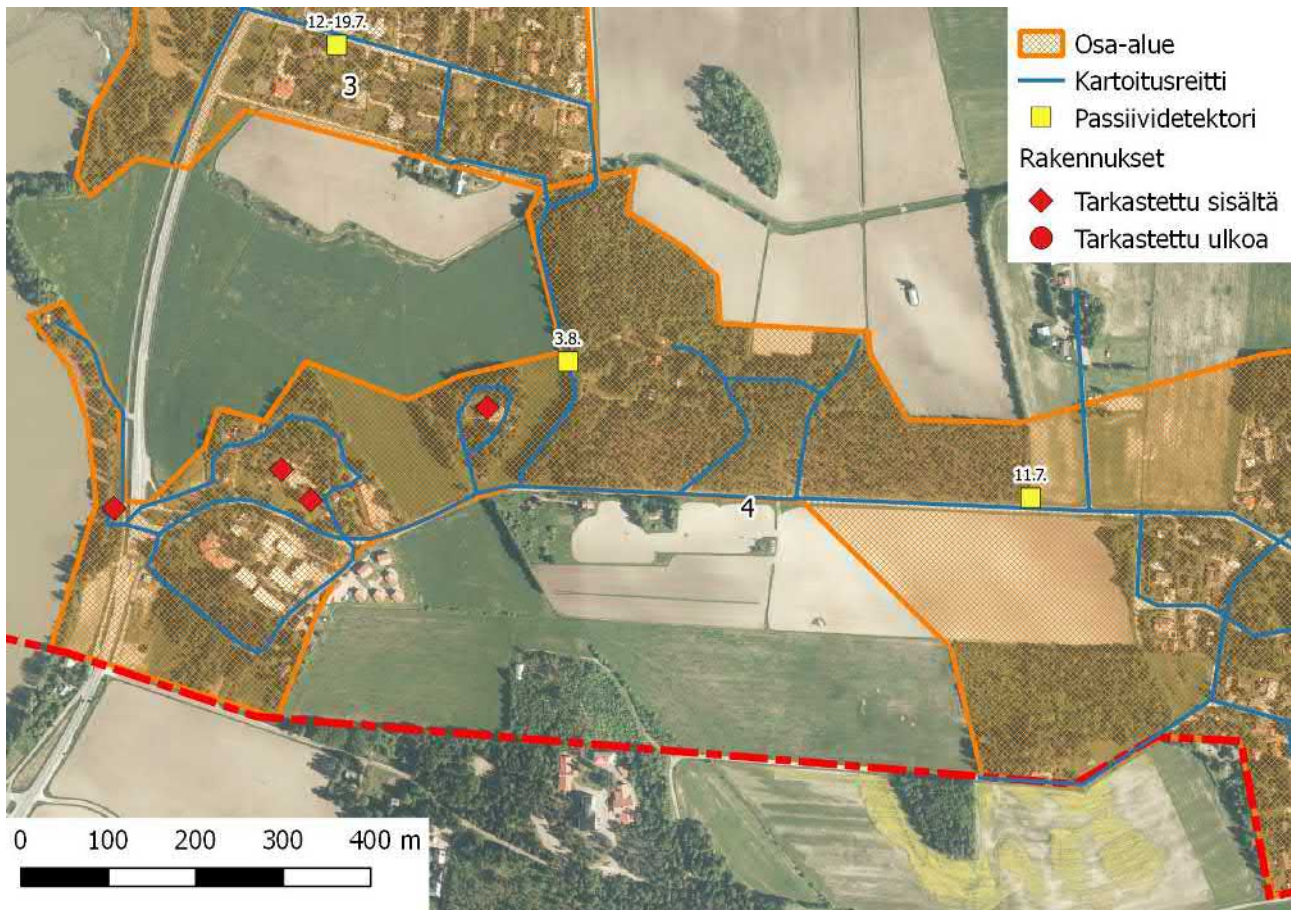 12.-19.7.
3
3.8.
11.7.
4
Osa-alue
Kartoitusreitti
Passiividetektori
Rakennukset
Tarkastettu sisältä
Tarkastettu ulkoa
0 100 200 300 400 m